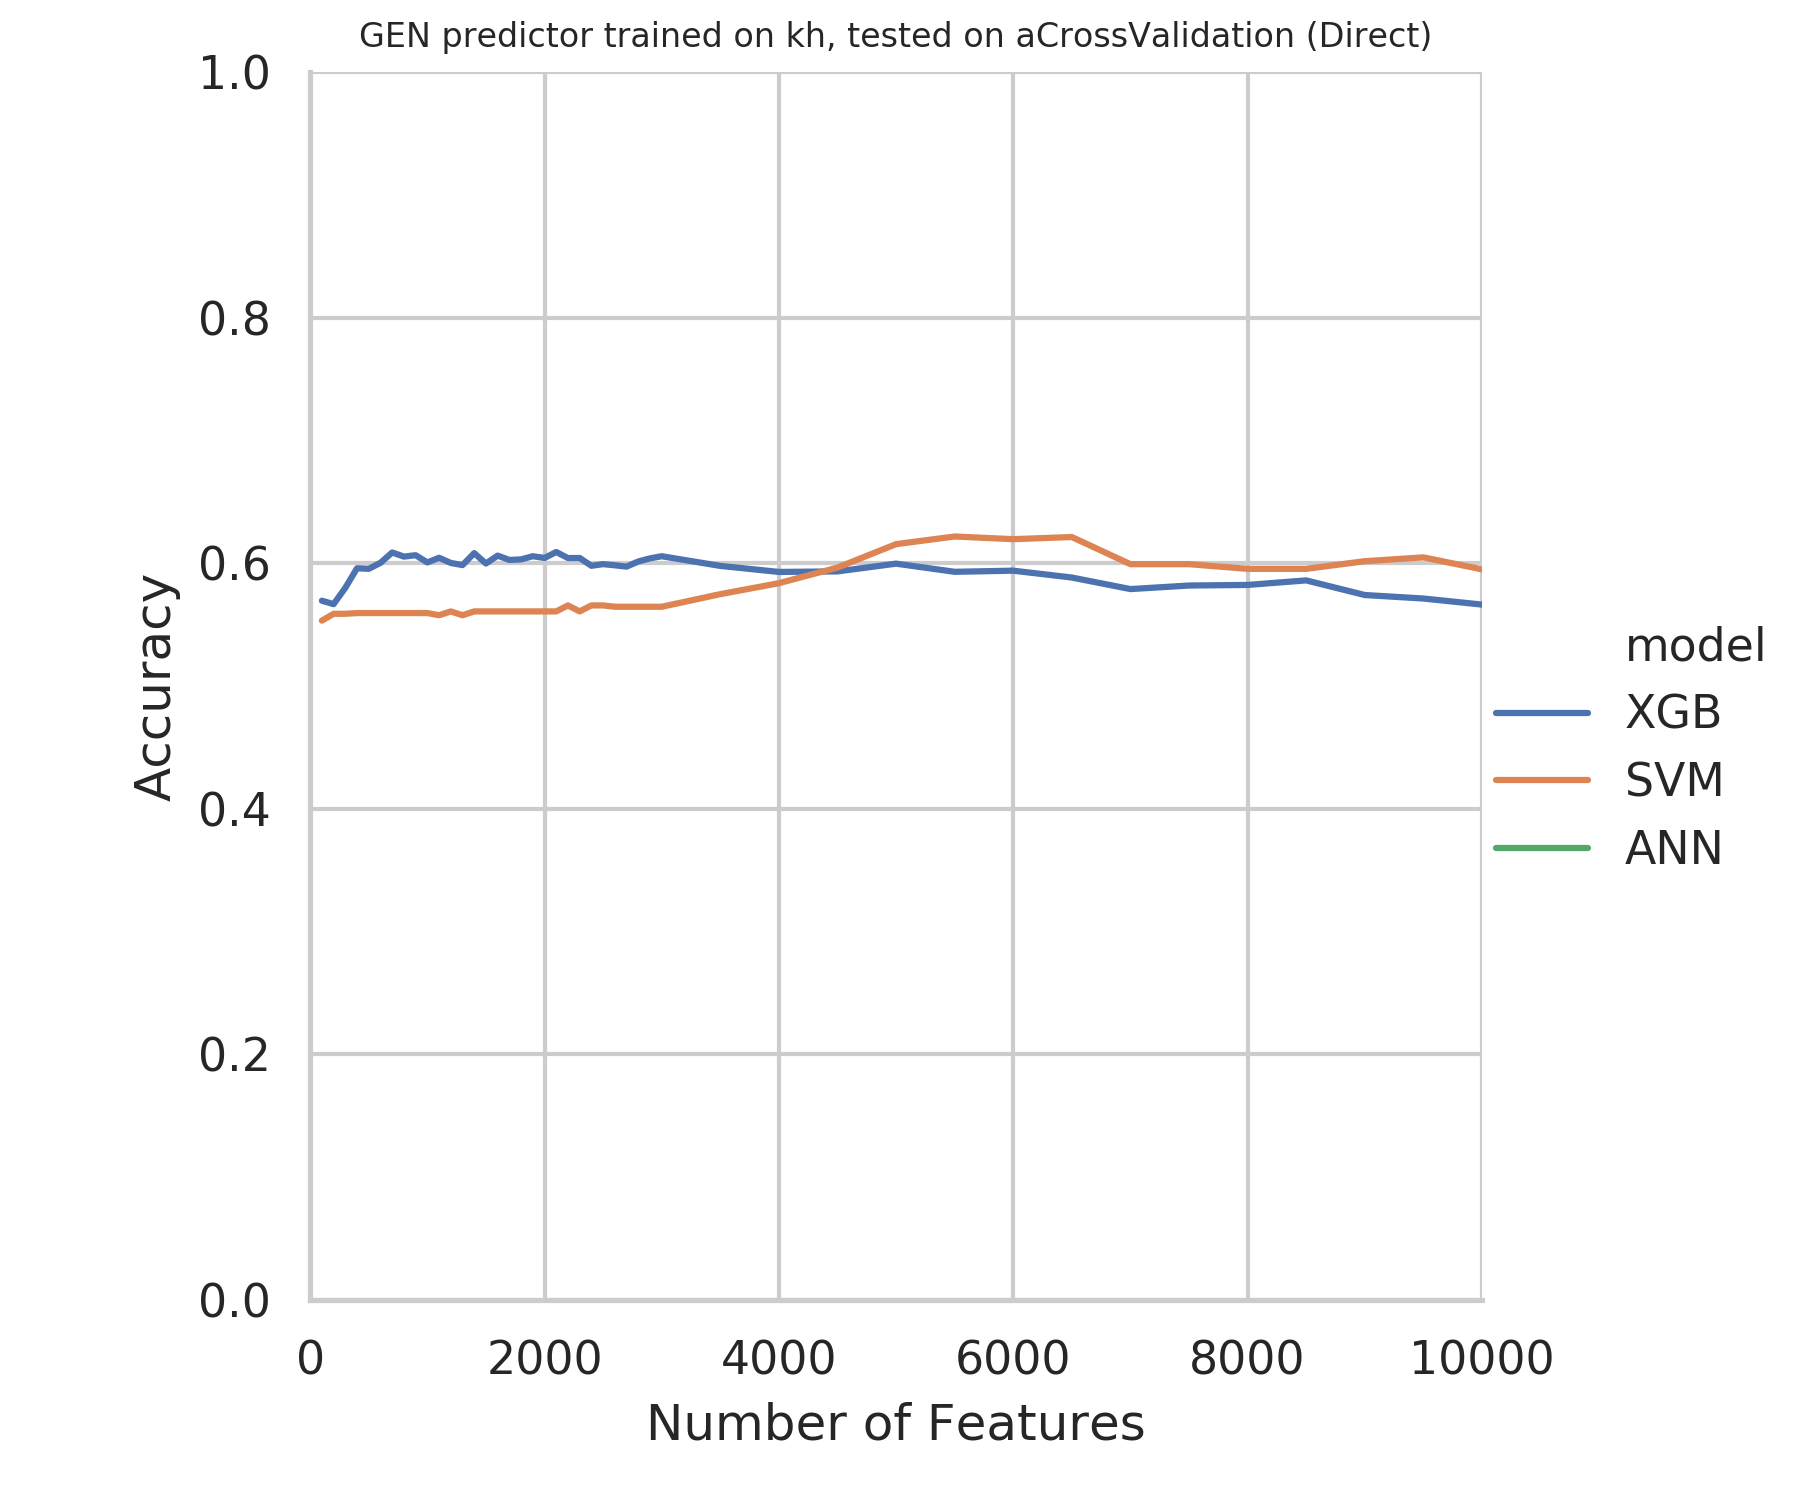 GEN predictor trained on kh, tested on aCrossValidation (Direct)
1.0
0.8
0.6
0.4
0.2
0.0
Accuracy
0 2000 4000 6000 8000 10000
Number of Features
model
XGB
SVM
ANN